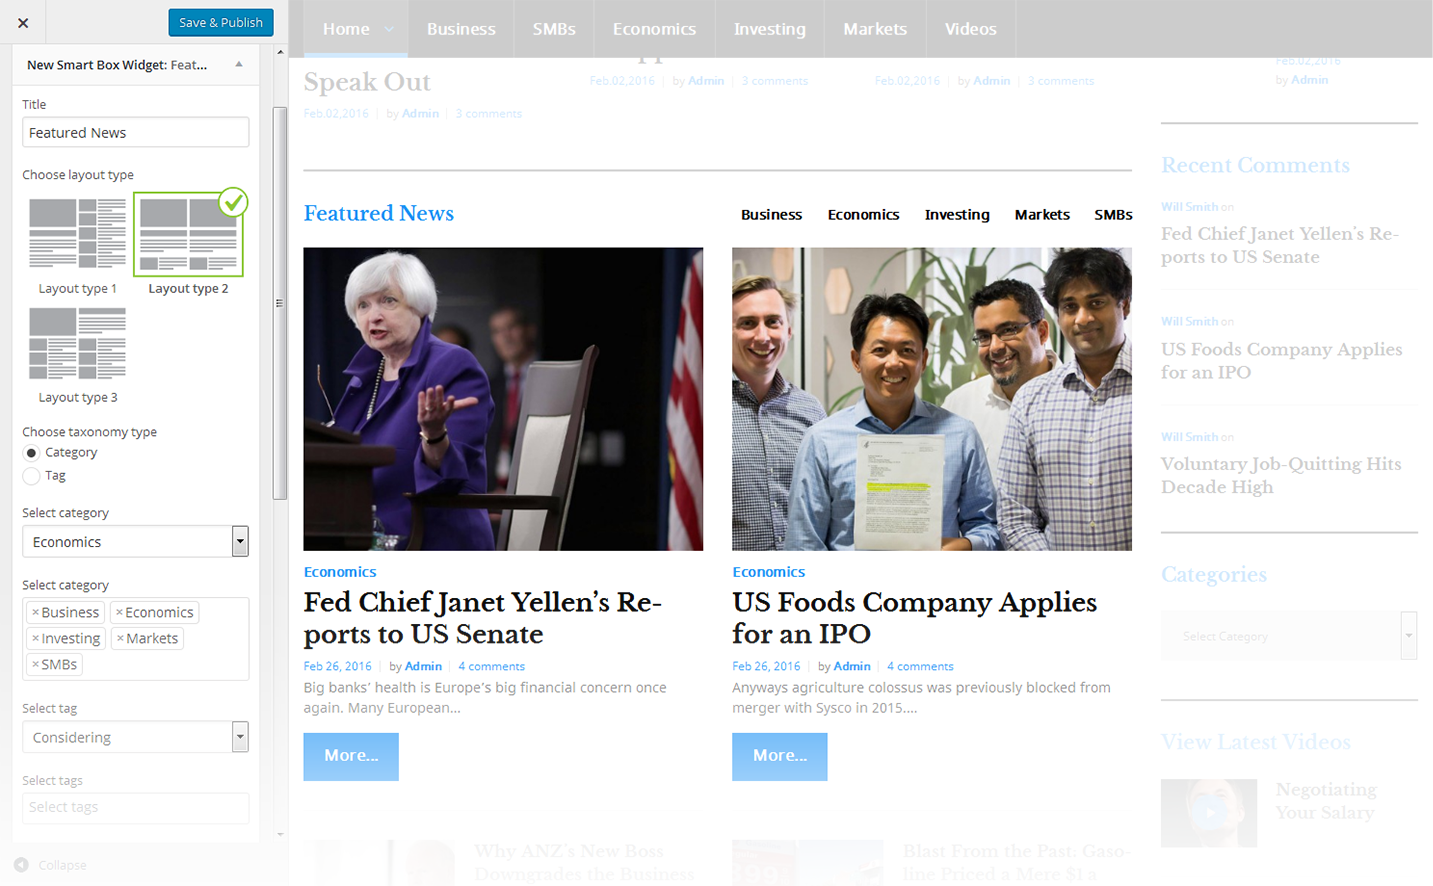 Save & Publish
New Smart Box Widget: Feat...
Title
Featured News
Choose layout type
Layout type 1
Layout type 2
Layout type 3
Choose taxonomy type
Category
Tag
Select category
Economics
Select category
×Business ×Economics
×Investing ×Markets
×SMBs
Select tag
Considering
Select tags
Select tags
Collapse
Home Business SMBs Economics Investing Markets Videos
Speak Out
Feb.02,2016 | by Admin | 3 comments
Feb.02,2016 | by Admin | 3 comments
Feb.02,2016 | by Admin | 3 comments
Featured News
Business Economics Investing Markets SMBs
Economics
Fed Chief Janet Yellen’s Re-
ports to US Senate
Feb 26, 2016 | by Admin | 4 comments
Big banks’ health is Europe’s big financial concern once
again. Many European...
More...
Economics
US Foods Company Applies
for an IPO
Feb 26, 2016 | by Admin | 4 comments
Anyways agriculture colossus was previously blocked from
merger with Sysco in 2015....
More...
Why ANZ’s New Boss
Downgrades the Business
Blast From the Past: Gaso-
line Priced a Mere $1 a
Feb.02,2016
by Admin
Recent Comments
Will Smith on
Fed Chief Janet Yellen’s Re-
ports to US Senate
Will Smith on
US Foods Company Applies
for an IPO
Will Smith on
Voluntary Job-Quitting Hits
Decade High
Categories
Select Category
View Latest Videos
Negotiating
Your Salary